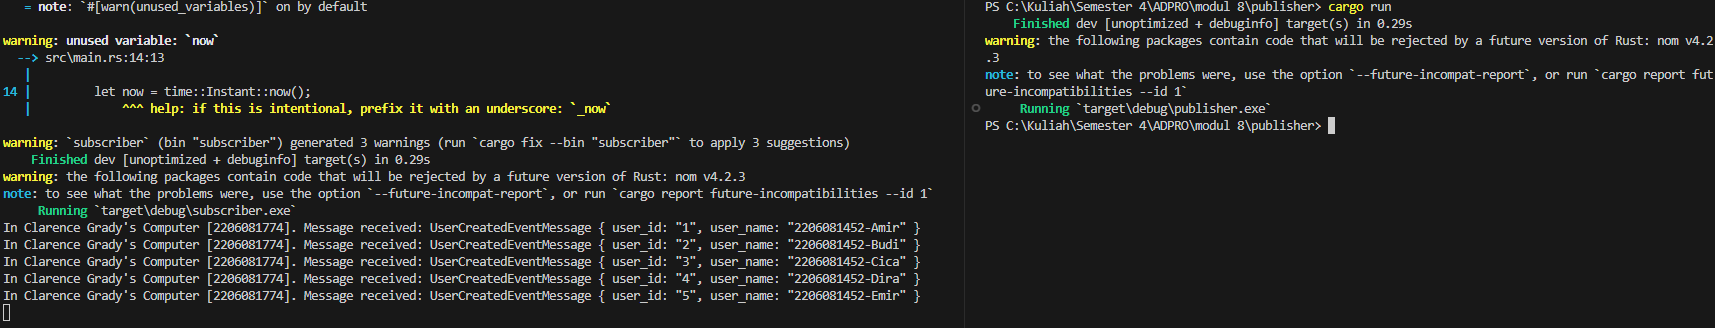 = note: `#[warn(unused_variables)]` on by default
warning: unused variable: `now`
--> src\main.rs:14:13
|
14 |         let now = time::Instant::now();
|             ^^^ help: if this is intentional, prefix it with an underscore: `_now`
warning: `subscriber` (bin "subscriber") generated 3 warnings (run `cargo fix --bin "subscriber"` to apply 3 suggestions)
Finished dev [unoptimized + debuginfo] target(s) in 0.29s
warning: the following packages contain code that will be rejected by a future version of Rust: nom v4.2.3
note: to see what the problems were, use the option `--future-incompat-report`, or run `cargo report future-incompatibilities --id 1`
Running `target\debug\subscriber.exe`
In Clarence Grady's Computer [2206081774]. Message received: UserCreatedEventMessage { user_id: "1", user_name: "2206081452-Amir" }
In Clarence Grady's Computer [2206081774]. Message received: UserCreatedEventMessage { user_id: "2", user_name: "2206081452-Budi" }
In Clarence Grady's Computer [2206081774]. Message received: UserCreatedEventMessage { user_id: "3", user_name: "2206081452-Cica" }
In Clarence Grady's Computer [2206081774]. Message received: UserCreatedEventMessage { user_id: "4", user_name: "2206081452-Dira" }
In Clarence Grady's Computer [2206081774]. Message received: UserCreatedEventMessage { user_id: "5", user_name: "2206081452-Emir" }
PS C:\Kuliah\Semester 4\ADPRO\modul 8\publisher> cargo run
Finished dev [unoptimized + debuginfo] target(s) in 0.29s
warning: the following packages contain code that will be rejected by a future version of Rust: nom v4.2
.3
note: to see what the problems were, use the option `--future-incompat-report`, or run `cargo report fut
ure-incompatibilities --id 1`
Running `target\debug\publisher.exe`
PS C:\Kuliah\Semester 4\ADPRO\modul 8\publisher>